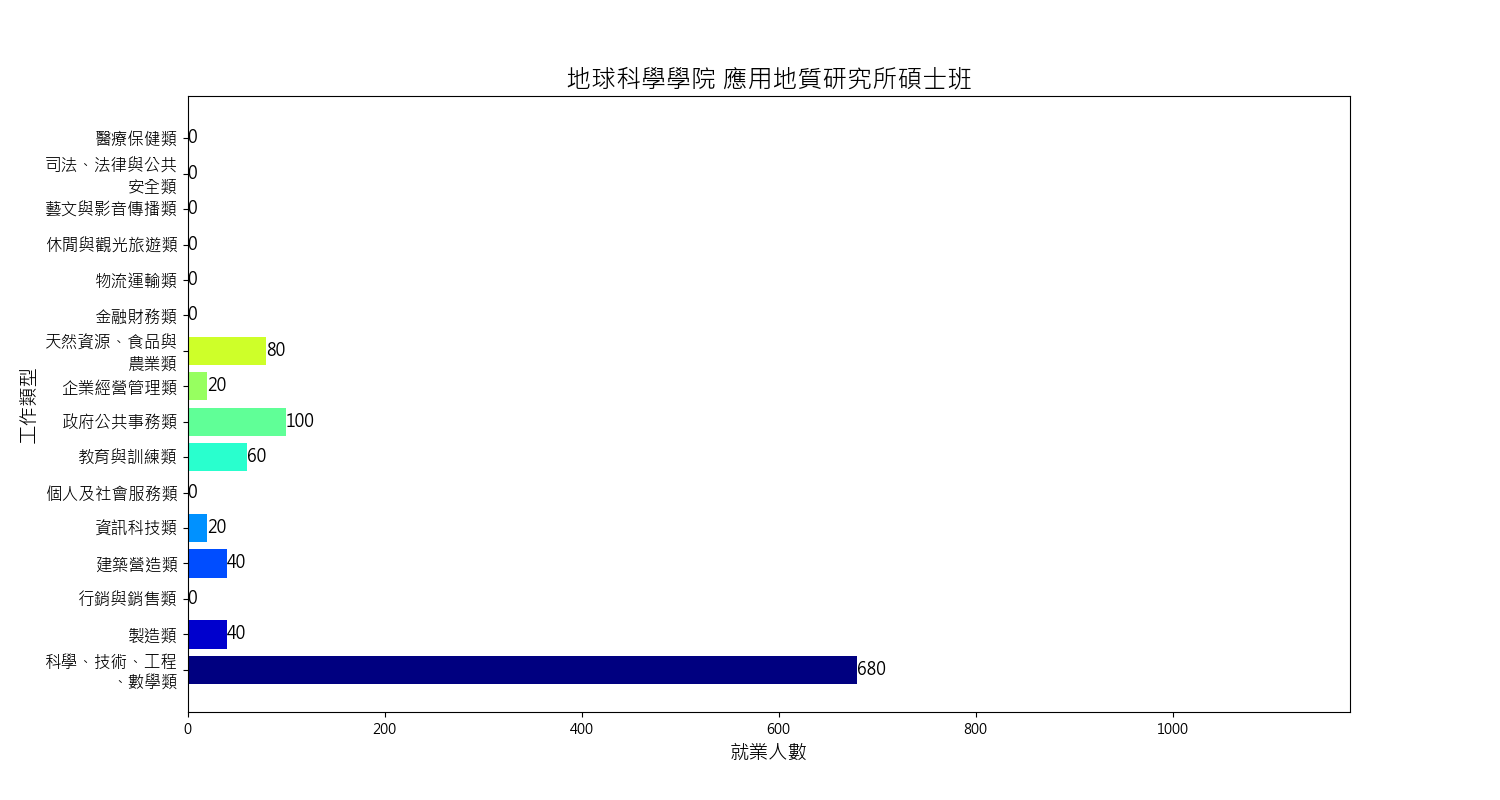 地球科學學院 應用地質研究所碩士班
醫療保健類 0
司法、法律與公共
安全類 0
藝文與影音傳播類 0
休閒與觀光旅遊類 0
物流運輸類 0
金融財務類 0
天然資源、食品與
農業類 80
企業經營管理類 20
政府公共事務類 100
教育與訓練類 60
個人及社會服務類 0
資訊科技類 20
建築營造類 40
行銷與銷售類 0
製造類 40
科學、技術、工程
、數學類 680
工作類型
0 200 400 600 800 1000
就業人數